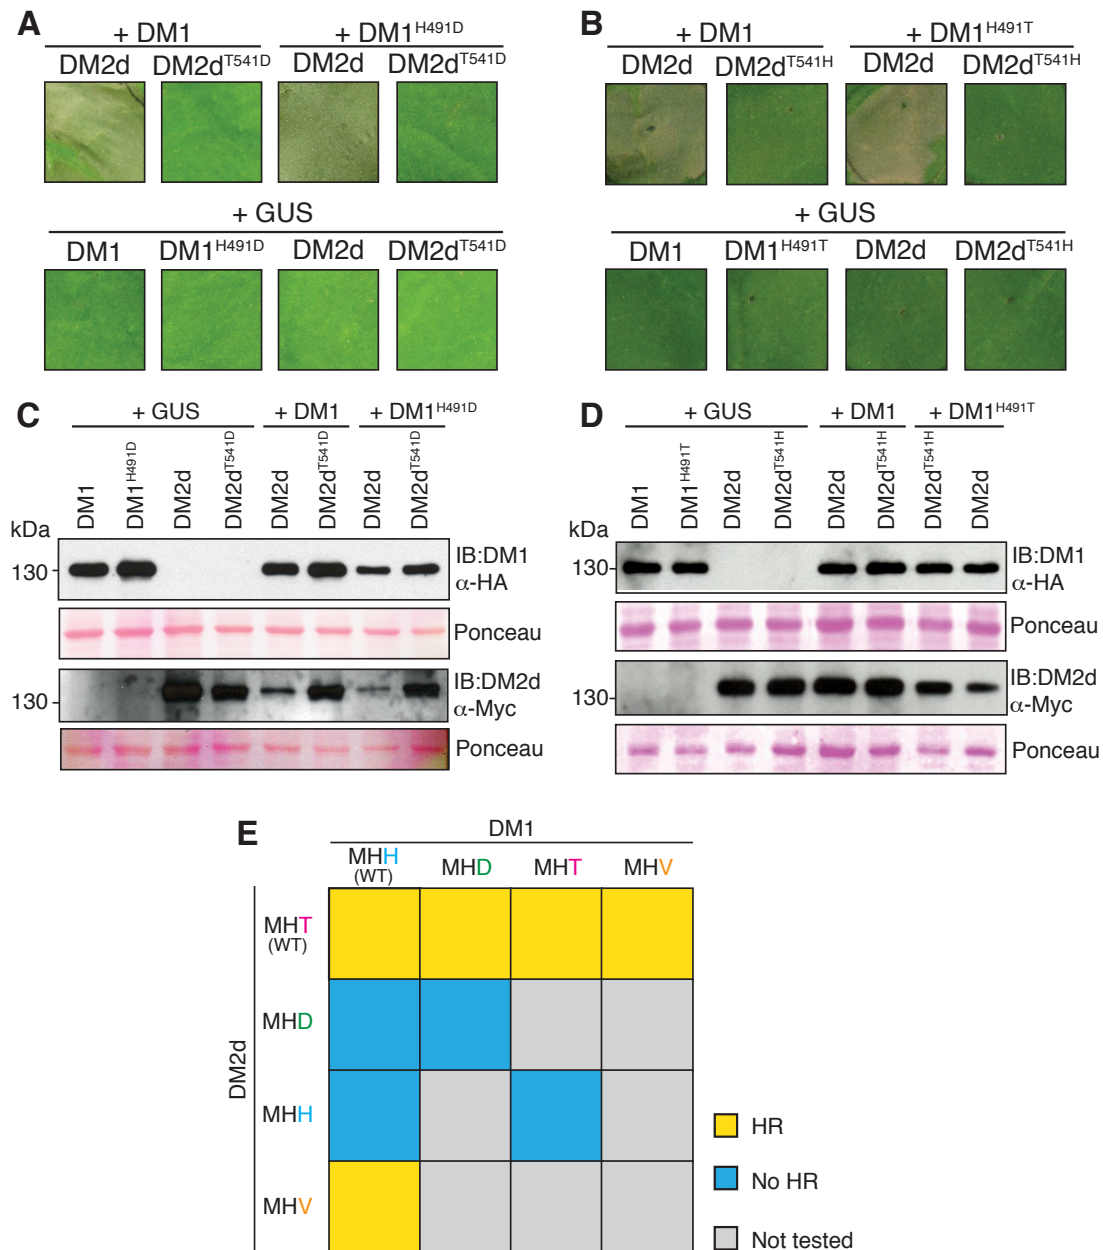 A
+ DM1
+ DM1H491D
DM2d
DM2dT541D
DM2d
DM2dT541D
+ GUS
DM1
DM1H491D
DM2d
DM2dT541D
B
+ DM1
+ DM1H491T
DM2d
DM2dT541H
DM2d
DM2dT541H
+ GUS
DM1
DM1H491T
DM2d
DM2dT541H
C
+ GUS
+ DM1
+ DM1H491D
DM1
DM1H491D
DM2d
DM2dT541D
DM2d
DM2dT541D
DM2d
DM2dT541D
kDa
130
IB:DM1
α-HA
Ponceau
130
IB:DM2d
α-Myc
Ponceau
D
+ GUS
+ DM1
+ DM1H491T
DM1
DM1H491T
DM2d
DM2dT541H
DM2d
DM2dT541H
DM2dT541H
DM2d
kDa
130
IB:DM1
α-HA
Ponceau
130
IB:DM2d
α-Myc
Ponceau
E
DM1
MHH
(WT)
MHD
MHT
MHV
DM2d
MHT
(WT)
MHD
MHH
MHV
HR
No HR
Not tested